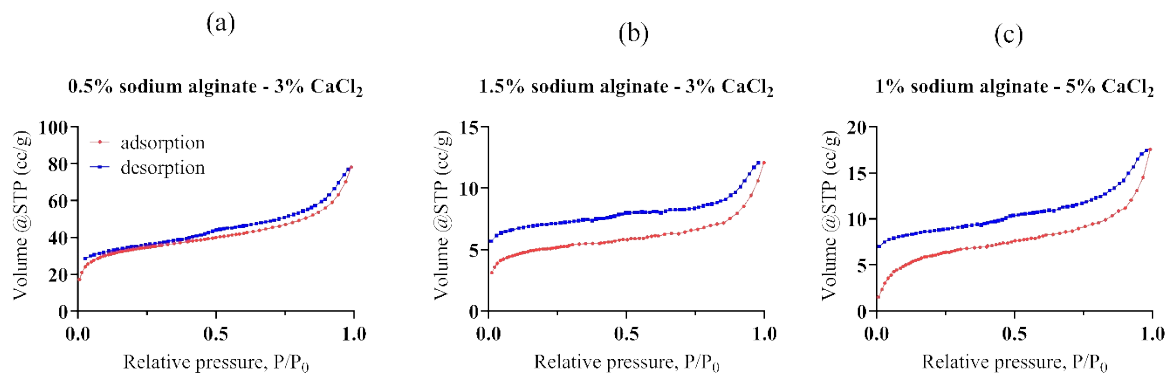 (a)
(b)
(c)
0.5% sodium alginate - 3% CaCl₂
1.5% sodium alginate - 3% CaCl₂
1% sodium alginate - 5% CaCl₂
Volume @STP (cc/g)
100
80
60
40
20
0
adsorption
desorption
0.0
0.5
1.0
Relative pressure, P/P₀
Volume @STP (cc/g)
15
10
5
0
0.0
0.5
1.0
Relative pressure, P/P₀
Volume @STP (cc/g)
20
15
10
5
0
0.0
0.5
1.0
Relative pressure, P/P₀